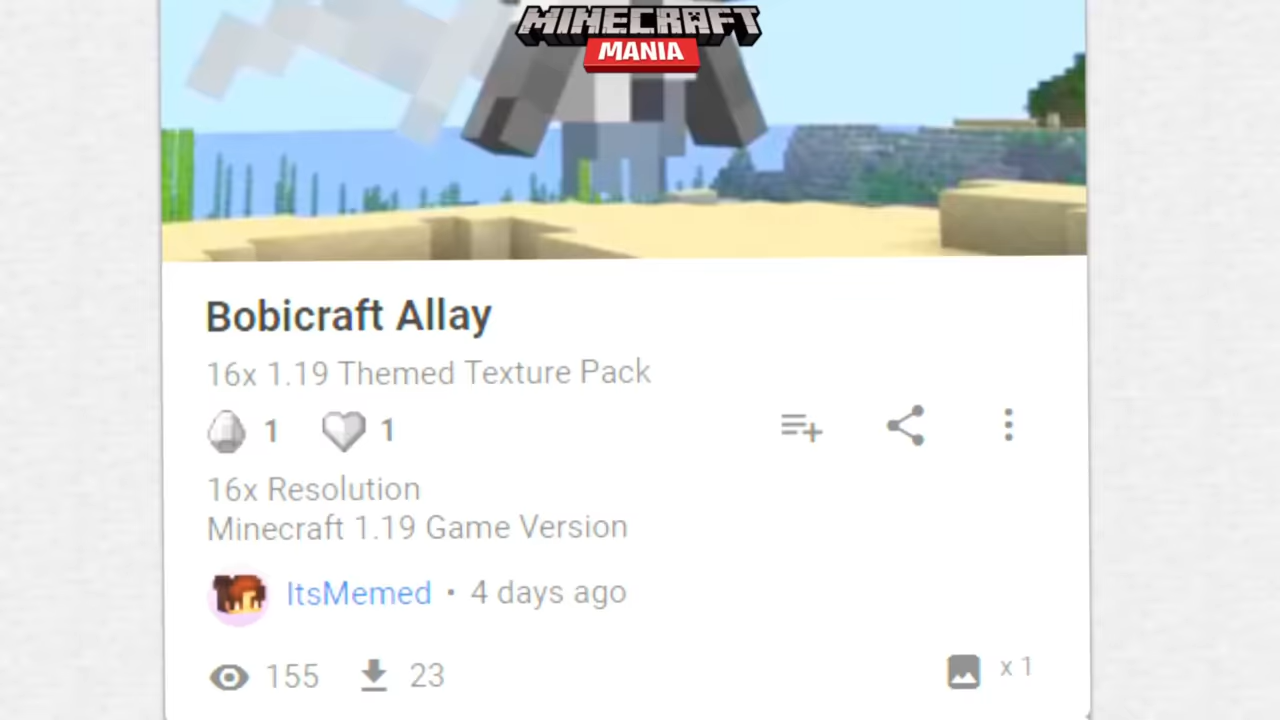 MINECRAFT
MANIA
Bobicraft Allay
16x 1.19 Themed Texture Pack
1 1
16x Resolution
Minecraft 1.19 Game Version
ItsMemed • 4 days ago
155 23 x 1